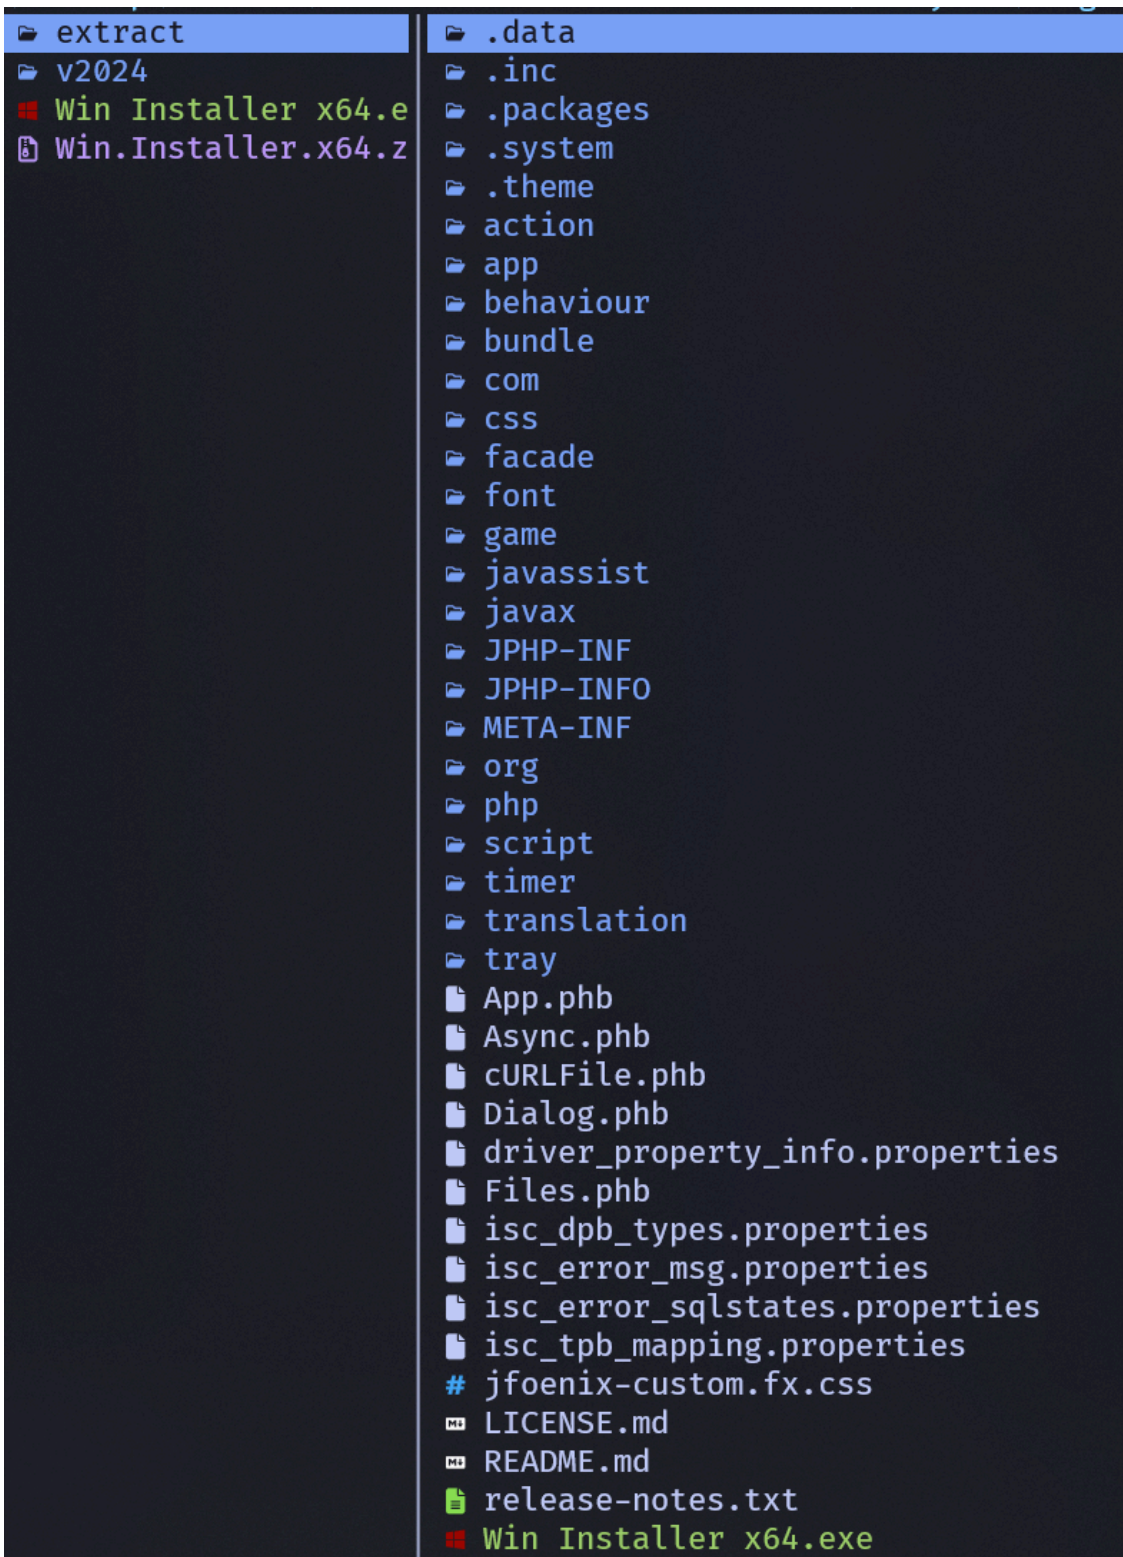 extract
v2024
Win Installer x64.e
Win.Installer.x64.z
.data
.inc
.packages
.system
.theme
action
app
behaviour
bundle
com
css
facade
font
game
javassist
javax
JPHP-INF
JPHP-INFO
META-INF
org
php
script
timer
translation
tray
App.phb
Async.phb
cURLFile.phb
Dialog.phb
driver_property_info.properties
Files.phb
isc_dpb_types.properties
isc_error_msg.properties
isc_error_sqlstates.properties
isc_tpb_mapping.properties
# jfoenix-custom.fx.css
LICENSE.md
README.md
release-notes.txt
Win Installer x64.exe